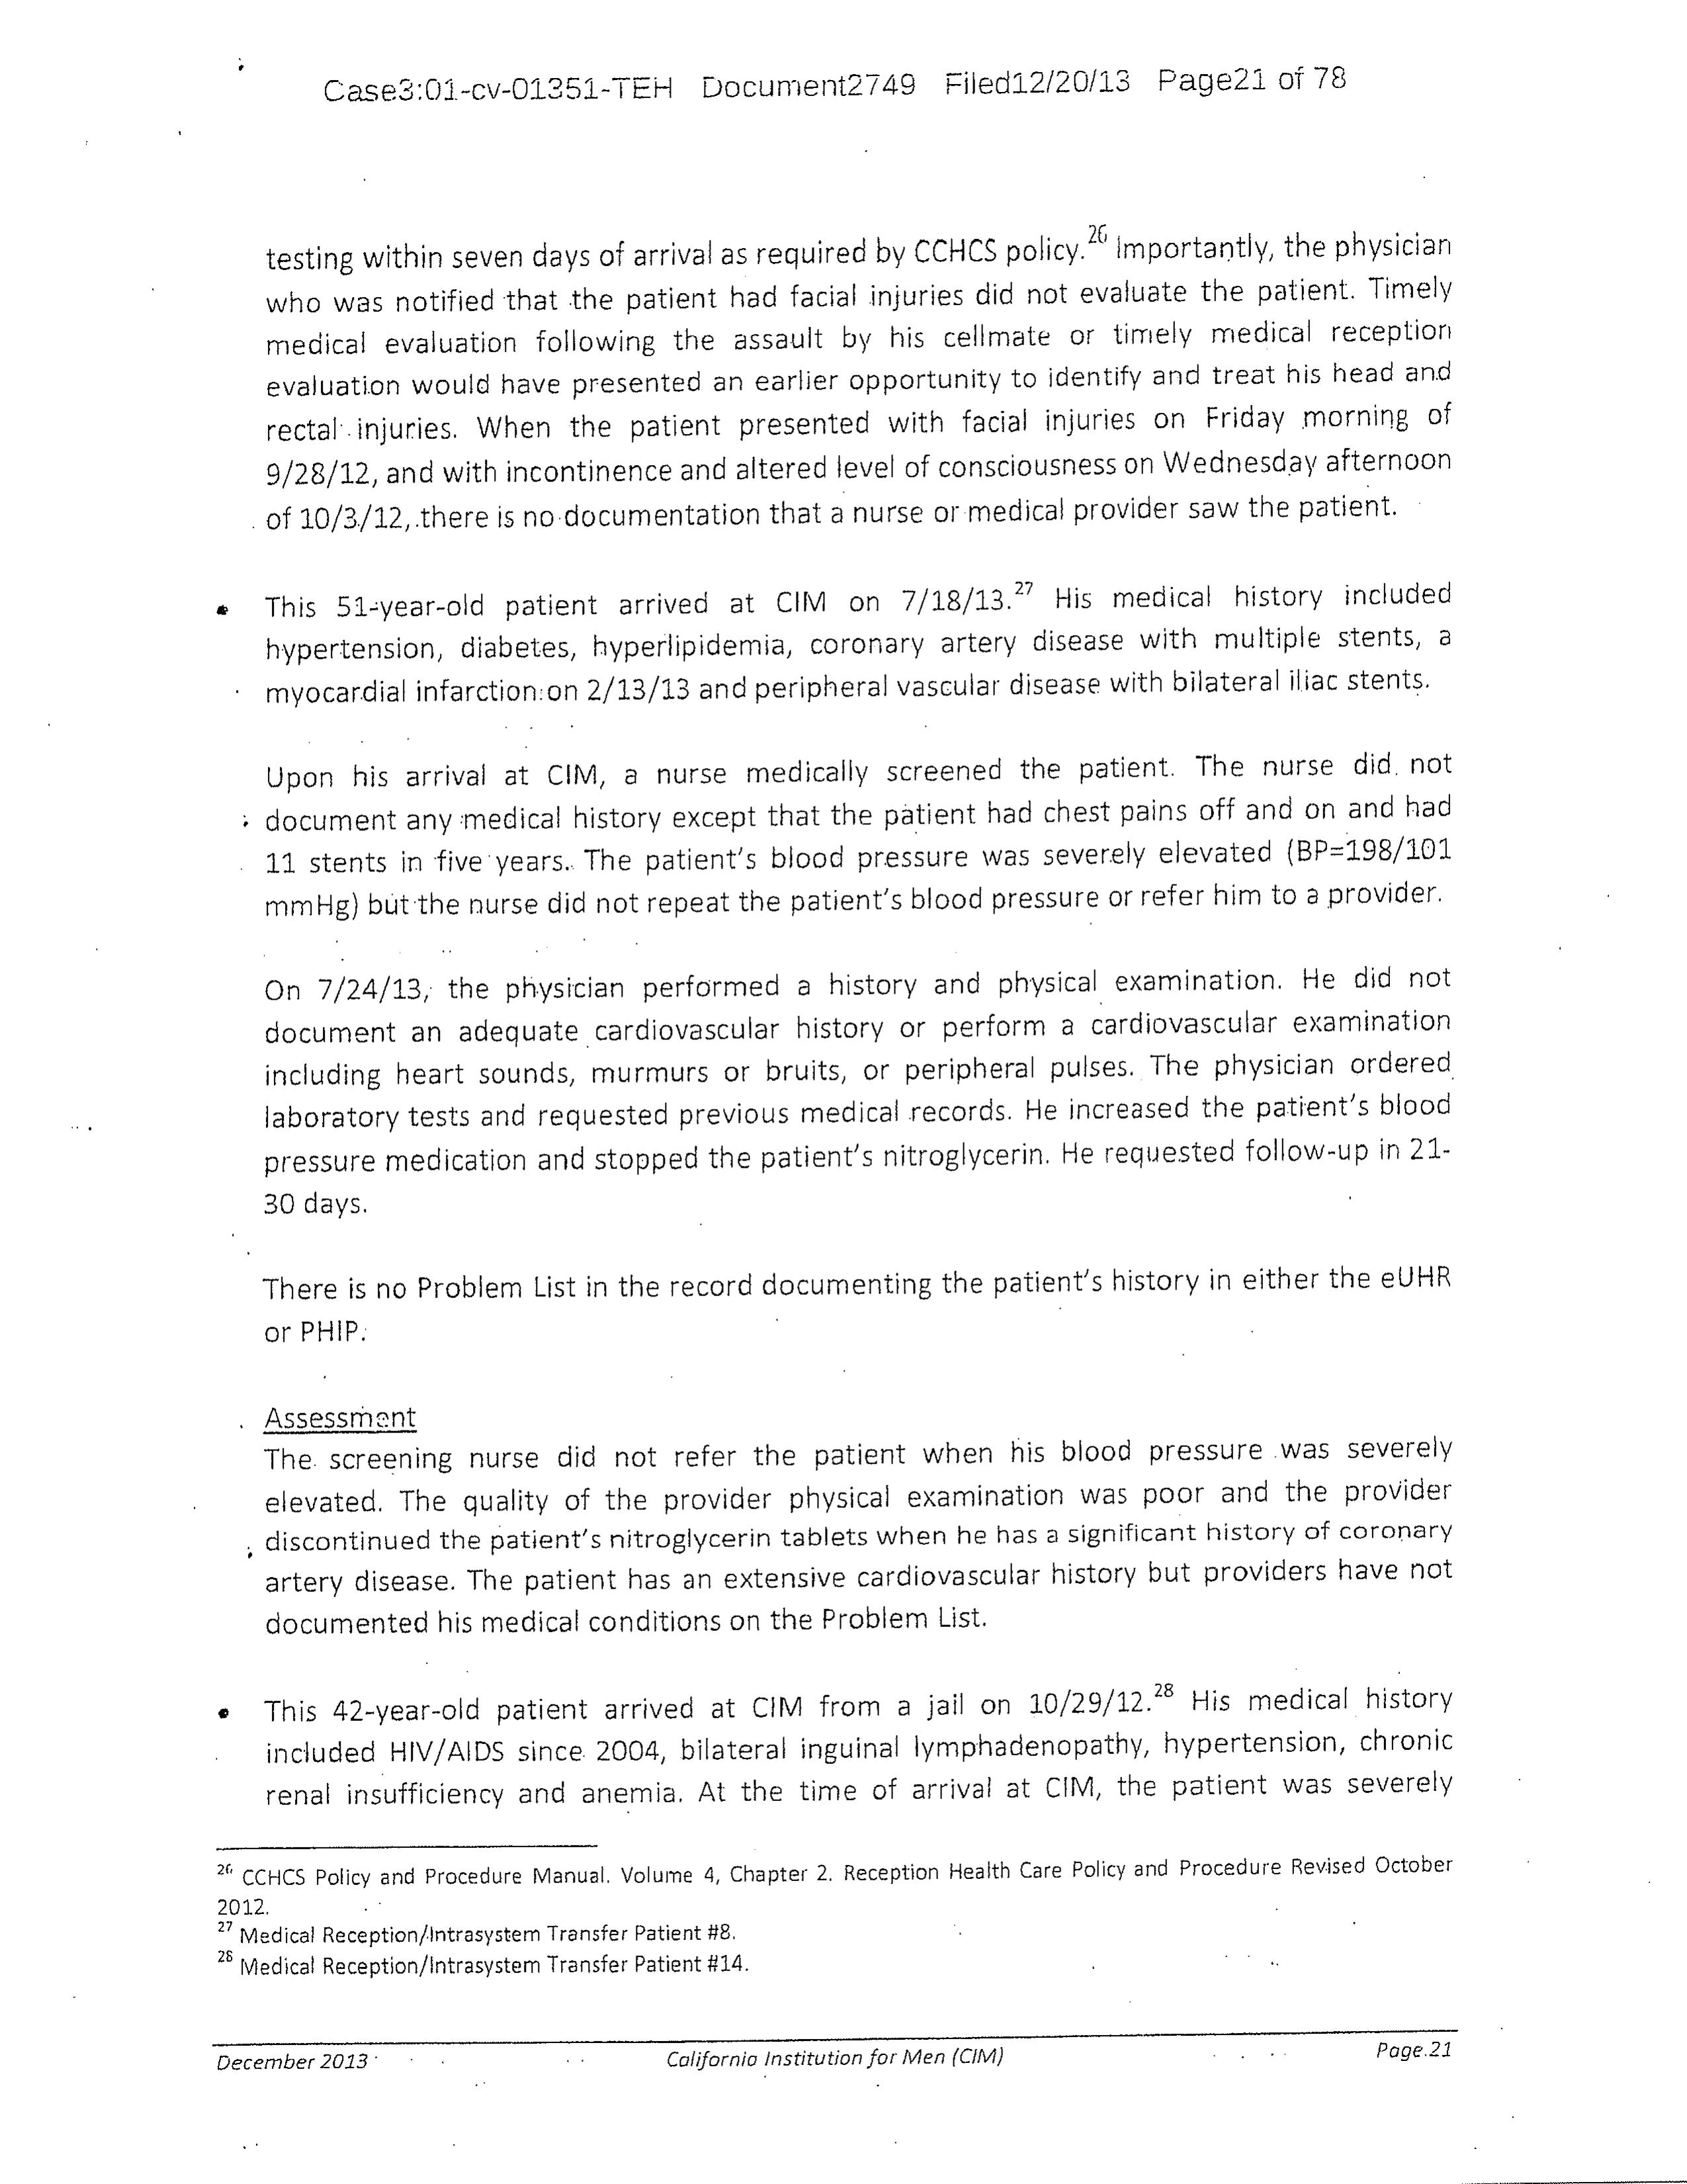 Case3:01-cv-01351-TEH Document2749 Filed12/20/13 Page21 of 78
testing within seven days of arrival as required by CCHCS policy.26 Importantly, the physician
who was notified that the patient had facial injuries did not evaluate the patient. Timely
medical evaluation following the assault by his cellmate or timely medical reception
evaluation would have presented an earlier opportunity to identify and treat his head and
rectal injuries. When the patient presented with facial injuries on Friday morning of
9/28/12, and with incontinence and altered level of consciousness on Wednesday afternoon
of 10/3/12, there is no documentation that a nurse or medical provider saw the patient.
• This 51-year-old patient arrived at CIM on 7/18/13.27 His medical history included
hypertension, diabetes, hyperlipidemia, coronary artery disease with multiple stents, a
myocardial infarction on 2/13/13 and peripheral vascular disease with bilateral iliac stents.
Upon his arrival at CIM, a nurse medically screened the patient. The nurse did not
document any medical history except that the patient had chest pains off and on and had
11 stents in five years. The patient's blood pressure was severely elevated (BP=198/101
mmHg) but the nurse did not repeat the patient's blood pressure or refer him to a provider.
On 7/24/13, the physician performed a history and physical examination. He did not
document an adequate cardiovascular history or perform a cardiovascular examination
including heart sounds, murmurs or bruits, or peripheral pulses. The physician ordered
laboratory tests and requested previous medical records. He increased the patient's blood
pressure medication and stopped the patient's nitroglycerin. He requested follow-up in 21-
30 days.
There is no Problem List in the record documenting the patient's history in either the eUHR
or PHIP.
Assessment
The screening nurse did not refer the patient when his blood pressure was severely
elevated. The quality of the provider physical examination was poor and the provider
discontinued the patient's nitroglycerin tablets when he has a significant history of coronary
artery disease. The patient has an extensive cardiovascular history but providers have not
documented his medical conditions on the Problem List.
• This 42-year-old patient arrived at CIM from a jail on 10/29/12.28 His medical history
included HIV/AIDS since 2004, bilateral inguinal lymphadenopathy, hypertension, chronic
renal insufficiency and anemia. At the time of arrival at CIM, the patient was severely
26 CCHCS Policy and Procedure Manual. Volume 4, Chapter 2. Reception Health Care Policy and Procedure Revised October
2012.
27 Medical Reception/Intrasystem Transfer Patient #8.
28 Medical Reception/Intrasystem Transfer Patient #14.
December 2013 California Institution for Men (CIM) Page 21